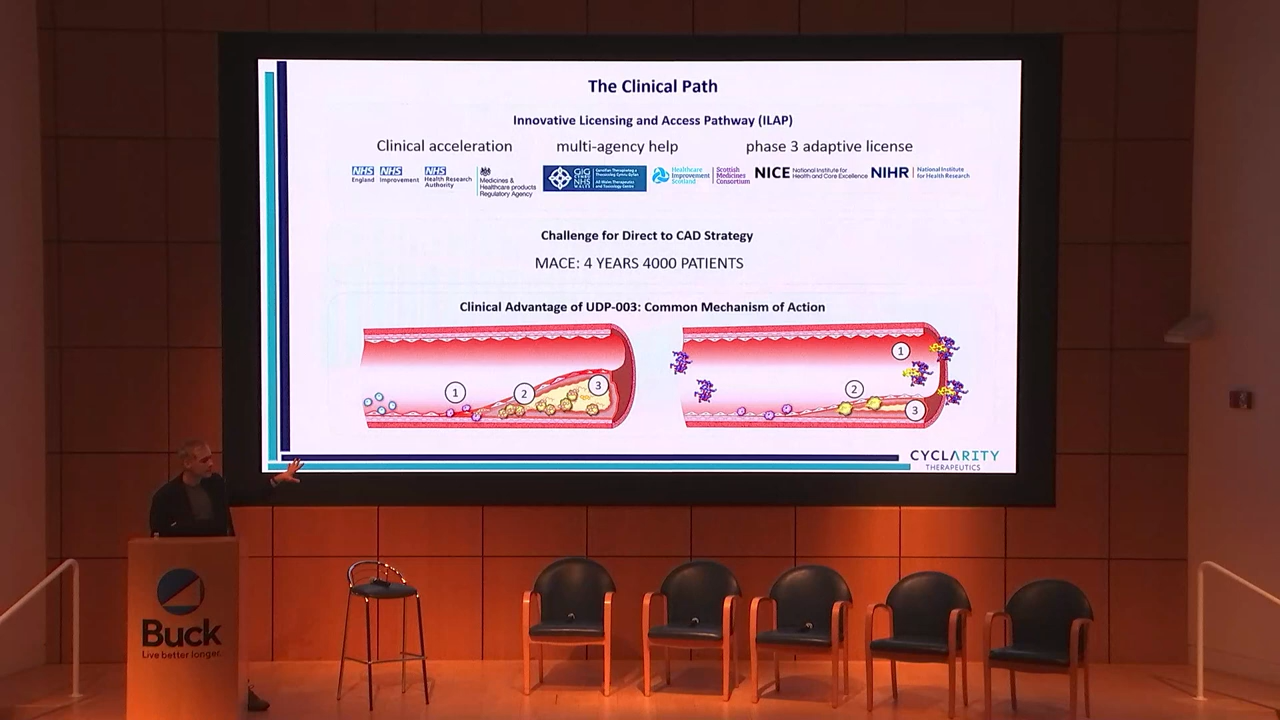 The Clinical Path
Innovative Licensing and Access Pathway (ILAP)
Clinical acceleration multi-agency help phase 3 adaptive license
NHS
England
NHS
Improvement
NHS
Health Research
Authority
Medicines &
Healthcare products
Regulatory Agency
GIG
NHS
Healthcare
Improvement
Scotland
Scottish
Medicines
Consortium
NICE National Institute for
Health and Care Excellence
NIHR National Institute
for Health Research
Challenge for Direct to CAD Strategy
MACE: 4 YEARS 4000 PATIENTS
Clinical Advantage of UDP-003: Common Mechanism of Action
1
2
3
1
2
3
CYCLARITY
THERAPEUTICS
Buck
Live better longer.